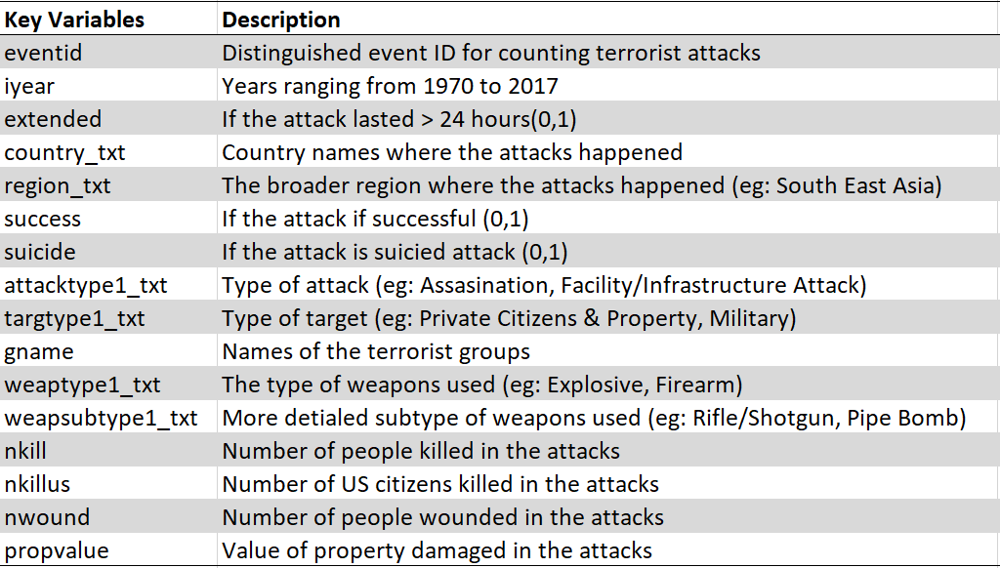 Key Variables Description
eventid Distinguished event ID for counting terrorist attacks
iyear Years ranging from 1970 to 2017
extended If the attack lasted > 24 hours(0,1)
country_txt Country names where the attacks happened
region_txt The broader region where the attacks happened (eg: South East Asia)
success If the attack if successful (0,1)
suicide If the attack is suicied attack (0,1)
attacktype1_txt Type of attack (eg: Assasination, Facility/Infrastructure Attack)
targtype1_txt Type of target (eg: Private Citizens & Property, Military)
gname Names of the terrorist groups
weaptype1_txt The type of weapons used (eg: Explosive, Firearm)
weapsubtype1_txt More detialed subtype of weapons used (eg: Rifle/Shotgun, Pipe Bomb)
nkill Number of people killed in the attacks
nkillus Number of US citizens killed in the attacks
nwound Number of people wounded in the attacks
propvalue Value of property damaged in the attacks